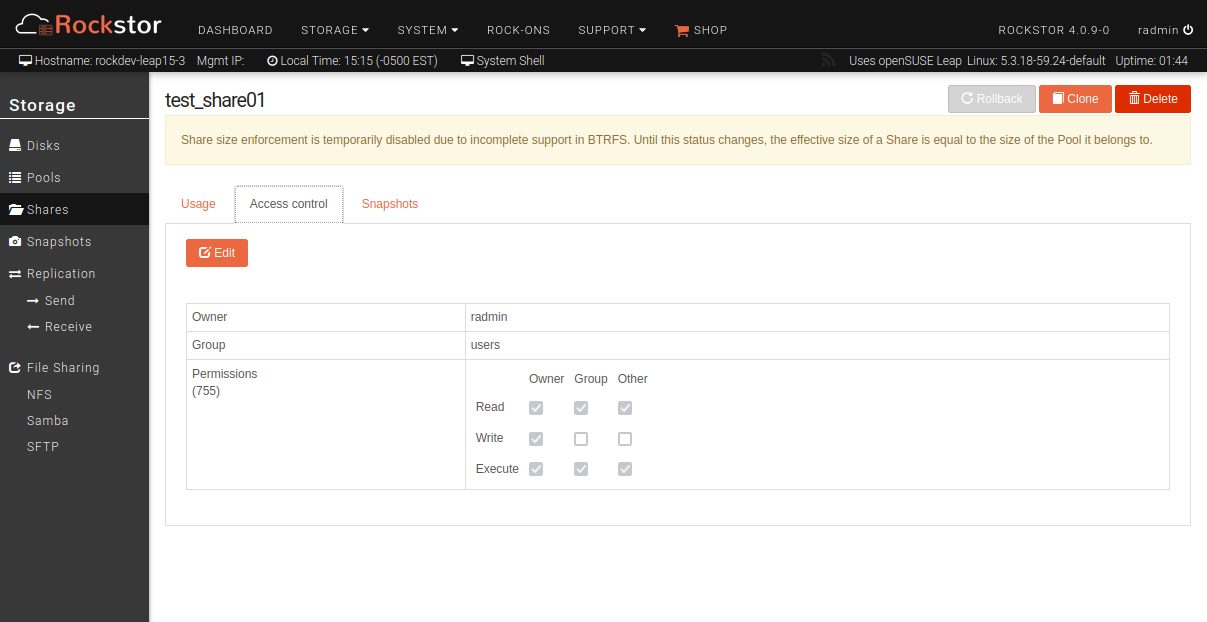 Rockstor DASHBOARD STORAGE SYSTEM ROCK-ONS SUPPORT SHOP ROCKSTOR 4.0.9-0 radmin
Hostname: rockdev-leap15-3 Mgmt IP: Local Time: 15:15 (-0500 EST) System Shell Uses openSUSE Leap Linux: 5.3.18-59.24-default Uptime: 01:44
Storage
Disks
Pools
Shares
Snapshots
Replication
Send
Receive
File Sharing
NFS
Samba
SFTP
test_share01 Rollback Clone Delete
Share size enforcement is temporarily disabled due to incomplete support in BTRFS. Until this status changes, the effective size of a Share is equal to the size of the Pool it belongs to.
Usage Access control Snapshots
Edit
Owner radmin
Group users
Permissions
(755)
Owner Group Other
Read
Write
Execute